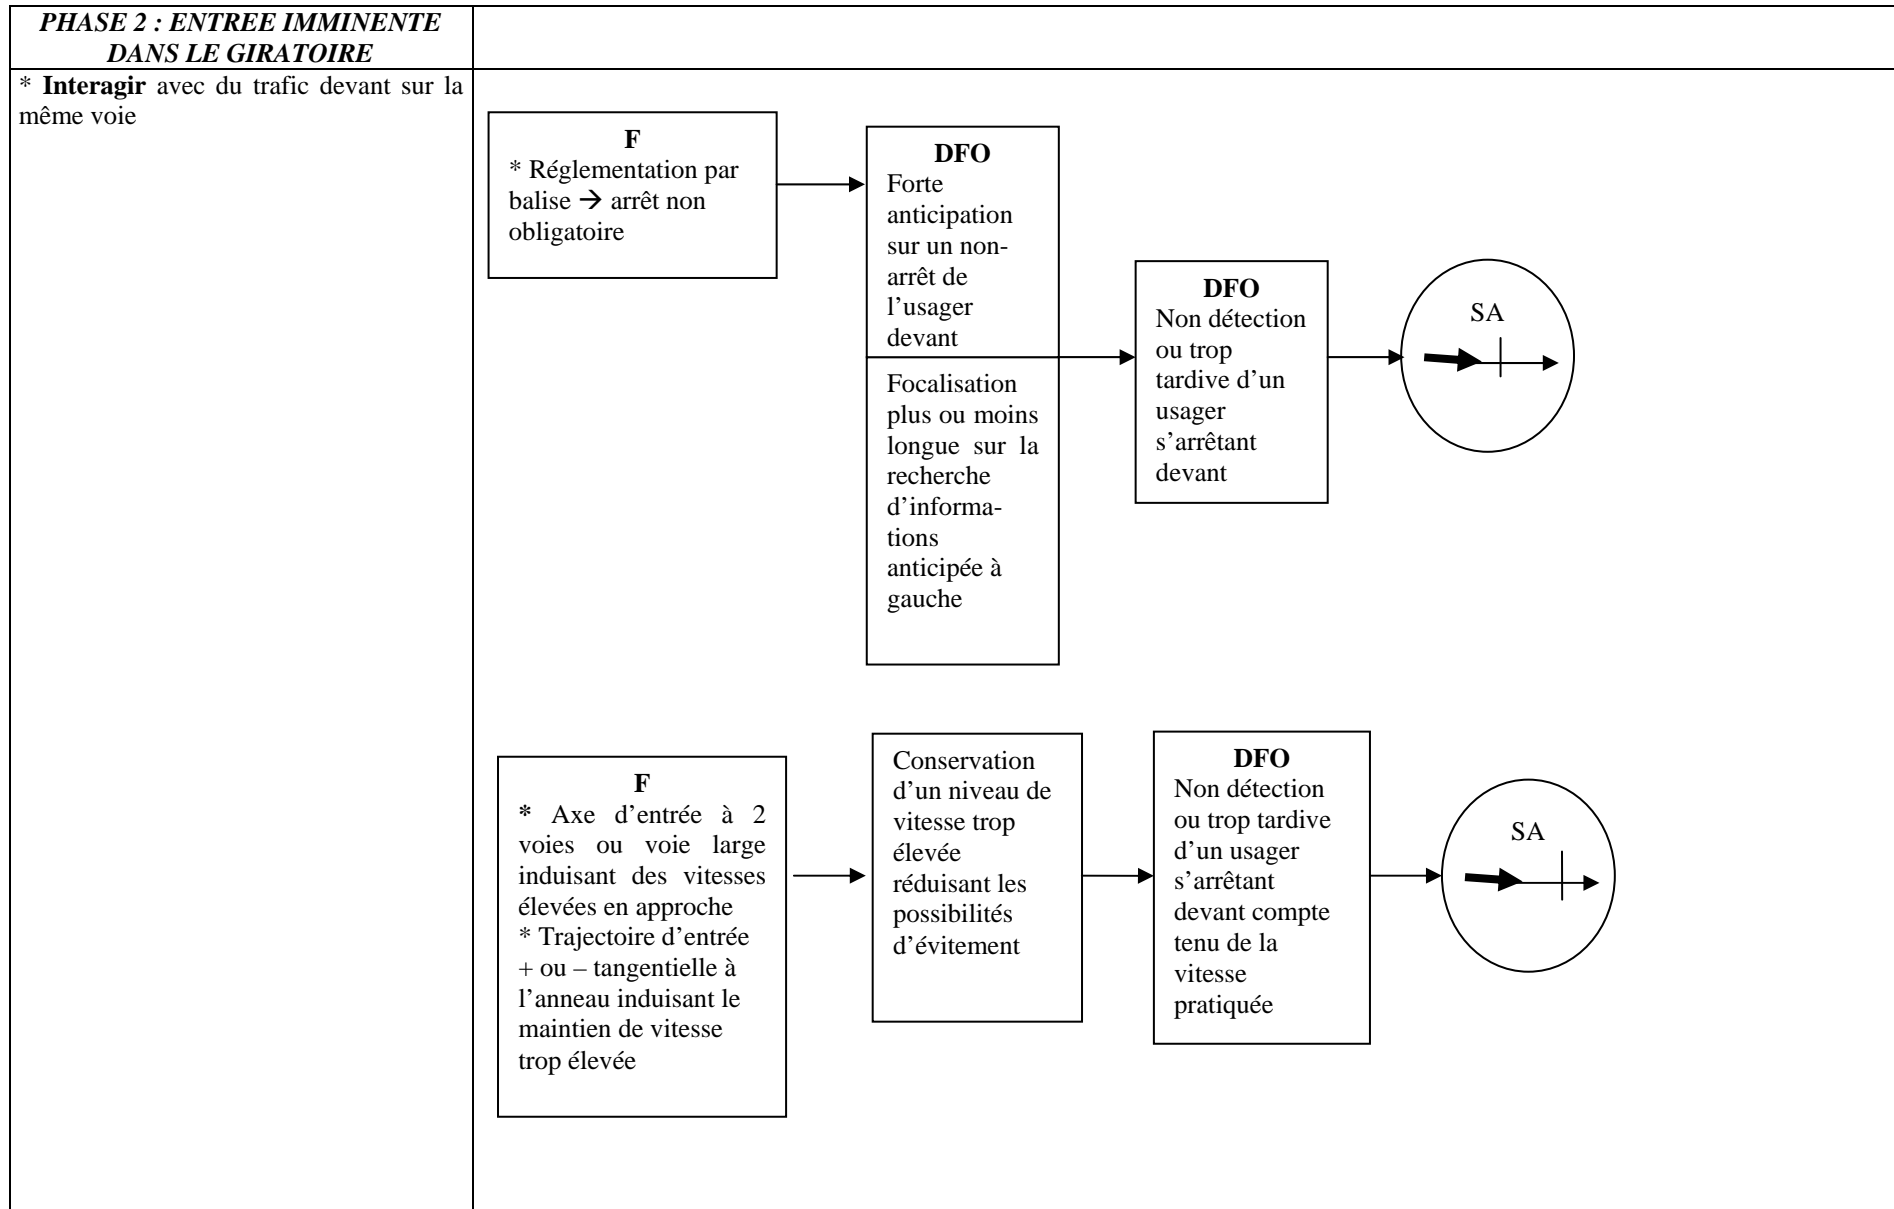 PHASE 2 : ENTREE IMMINENTE
DANS LE GIRATOIRE
* Interagir avec du trafic devant sur la
même voie
F
* Réglementation par
balise → arrêt non
obligatoire
DFO
Forte
anticipation
sur un non-
arrêt de
l’usager
devant
Focalisation
plus ou moins
longue sur la
recherche
d’informa-
tions
anticipée à
gauche
DFO
Non détection
ou trop
tardive d’un
usager
s’arrêtant
devant
SA
F
* Axe d’entrée à 2
voies ou voie large
induisant des vitesses
élevées en approche
* Trajectoire d’entrée
+ ou – tangentielle à
l’anneau induisant le
maintien de vitesse
trop élevée
Conservation
d’un niveau de
vitesse trop
élevée
réduisant les
possibilités
d’évitement
DFO
Non détection
ou trop tardive
d’un usager
s’arrêtant
devant compte
tenu de la
vitesse
pratiquée
SA